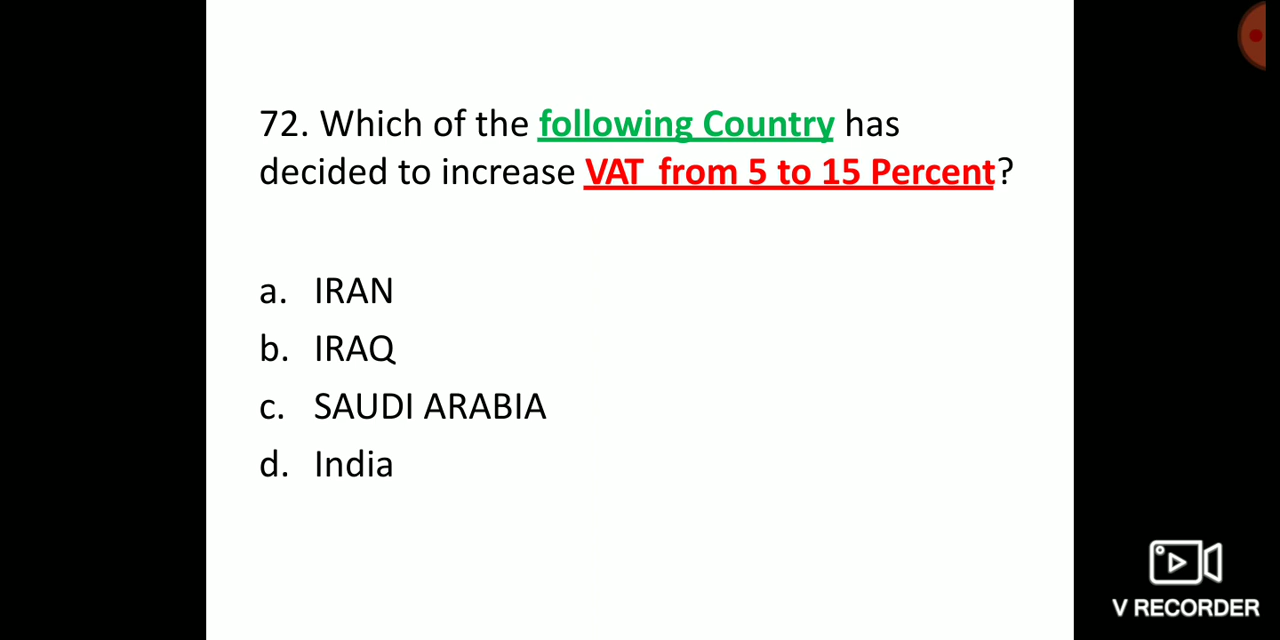 72. Which of the following Country has
decided to increase VAT from 5 to 15 Percent?
a. IRAN
b. IRAQ
c. SAUDI ARABIA
d. India
V RECORDER